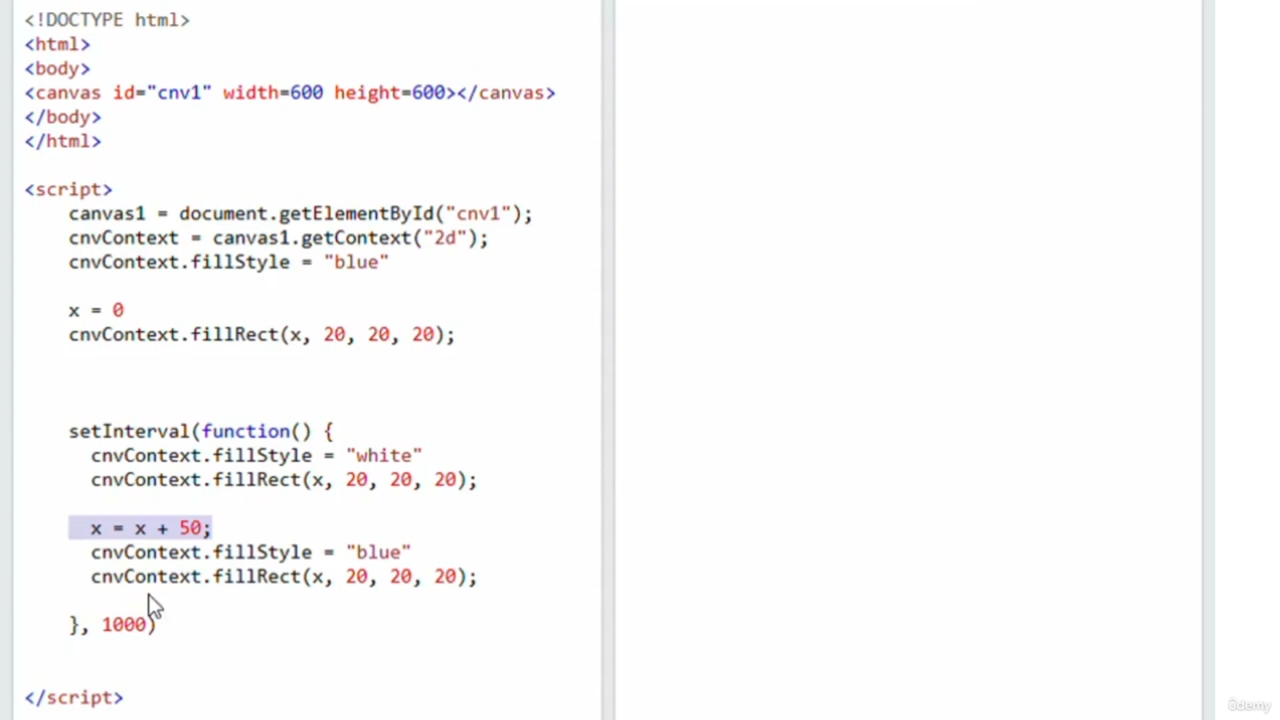 <!DOCTYPE html>
<html>
<body>
<canvas id="cnv1" width=600 height=600></canvas>
</body>
</html>
<script>
canvas1 = document.getElementById("cnv1");
cnvContext = canvas1.getContext("2d");
cnvContext.fillStyle = "blue"
x = 0
cnvContext.fillRect(x, 20, 20, 20);
setInterval(function() {
cnvContext.fillStyle = "white"
cnvContext.fillRect(x, 20, 20, 20);
x = x + 50;
cnvContext.fillStyle = "blue"
cnvContext.fillRect(x, 20, 20, 20);
}, 1000)
</script>
ûdemy